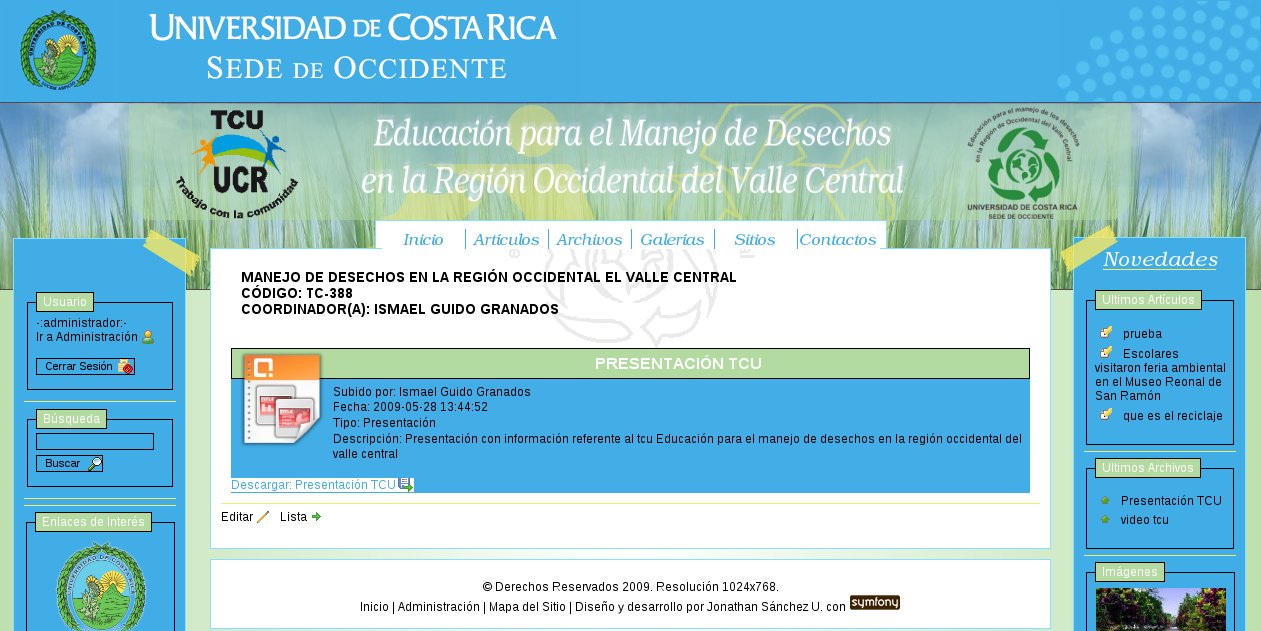 UNIVERSIDAD DE COSTA RICA
SEDE DE OCCIDENTE
TCU
UCR
Trabajo con la comunidad
Educación para el Manejo de Desechos
en la Región Occidental del Valle Central
Educación para el manejo de los desechos
en la Región de Occidente del Valle Central
UNIVERSIDAD DE COSTA RICA
SEDE DE OCCIDENTE
Inicio
Artículos
Archivos
Galerías
Sitios
Contactos
Usuario
-:administrador:-
Ir a Administración
Cerrar Sesión
Búsqueda
Buscar
Enlaces de Interés
MANEJO DE DESECHOS EN LA REGIÓN OCCIDENTAL EL VALLE CENTRAL
CÓDIGO: TC-388
COORDINADOR(A): ISMAEL GUIDO GRANADOS
PRESENTACIÓN TCU
Subido por: Ismael Guido Granados
Fecha: 2009-05-28 13:44:52
Tipo: Presentación
Descripción: Presentación con información referente al tcu Educación para el manejo de desechos en la región occidental del
valle central
Descargar: Presentación TCU
Editar
Lista
Novedades
Ultimos Artículos
prueba
Escolares
visitaron feria ambiental
en el Museo Reonal de
San Ramón
que es el reciclaje
Ultimos Archivos
Presentación TCU
video tcu
Imágenes
© Derechos Reservados 2009. Resolución 1024x768.
Inicio | Administración | Mapa del Sitio | Diseño y desarrollo por Jonathan Sánchez U. con symfony